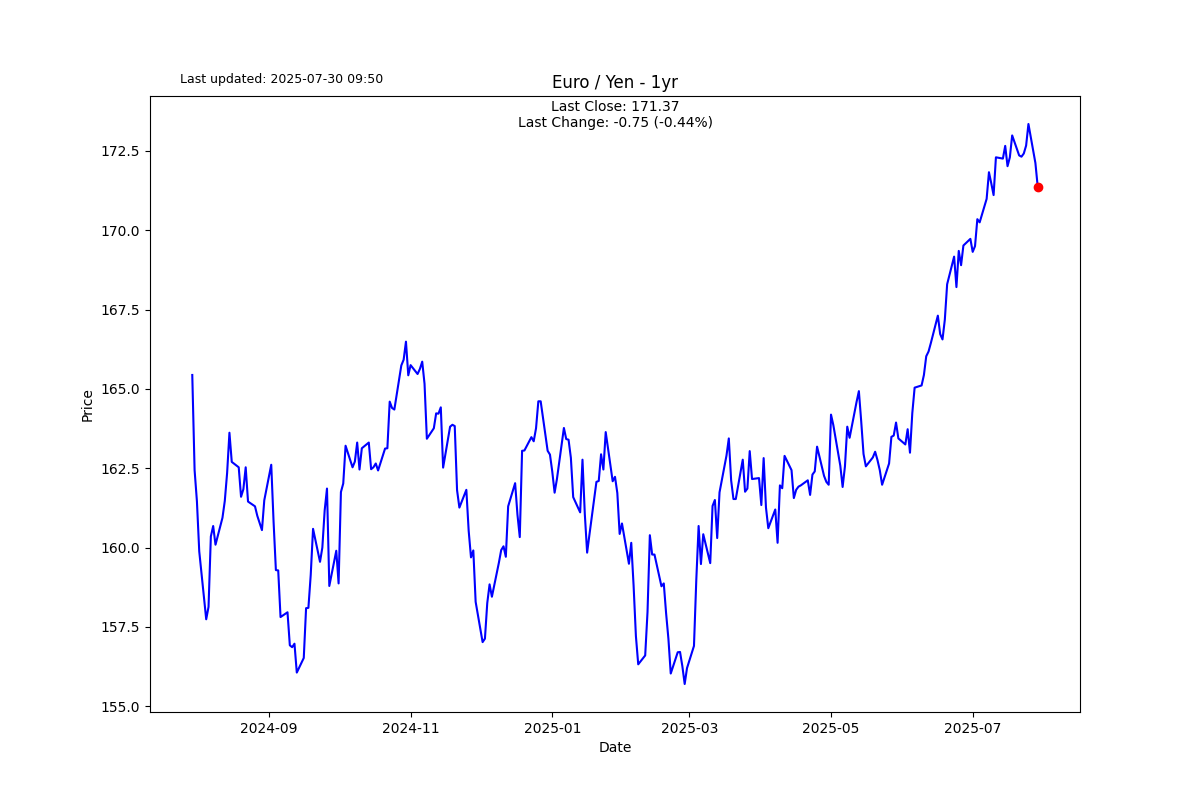 Last updated: 2025-07-30 09:50
Euro / Yen - 1yr
Last Close: 171.37
Last Change: -0.75 (-0.44%)
172.5
170.0
167.5
165.0
162.5
160.0
157.5
155.0
Price
2024-09
2024-11
2025-01
2025-03
2025-05
2025-07
Date